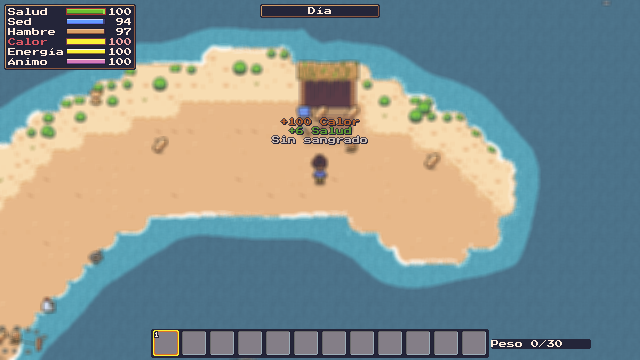 Salud 100
Sed 94
Hambre 97
Calor 100
Energía 100
Ánimo 100
Día
+100 Calor
+6 Salud
Sin sangrado
1
Peso 0/30